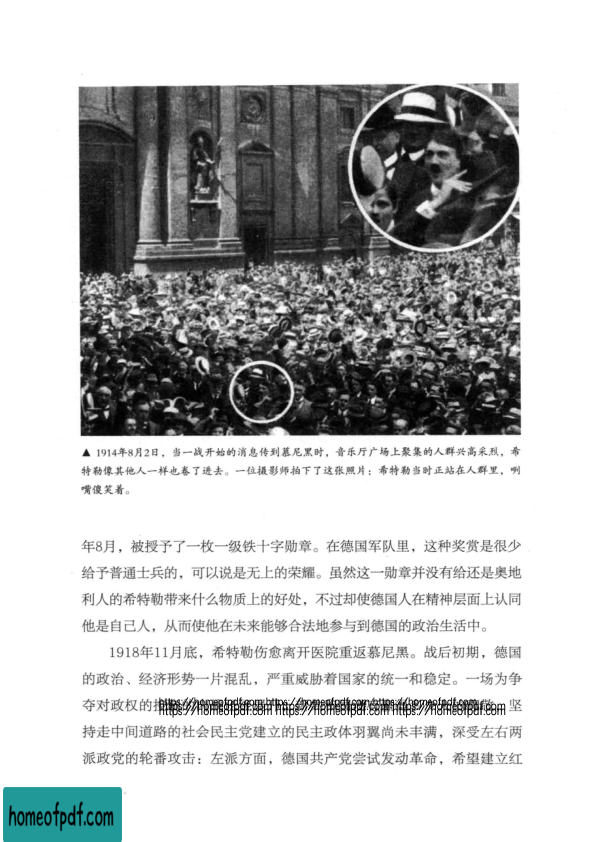 ▲ 1914年8月2日，当一战开始的消息传到慕尼黑时，音乐厅广场上聚集的人群兴高采烈，希
特勒像其他人一样也卷了进去。一位摄影师拍下了这张照片；希特勒当时正站在人群里，咧
嘴傻笑着。
年8月，被授予了一枚一级铁十字勋章。在德国军队里，这种奖赏是很少
给予普通士兵的，可以说是无上的荣耀。虽然这一勋章并没有给还是奥地
利人的希特勒带来什么物质上的好处，不过却使德国人在精神层面上认同
他是自己人，从而使他在未来能够合法地参与到德国的政治生活中。
1918年11月底，希特勒伤愈离开医院重返慕尼黑。战后初期，德国
的政治、经济形势一片混乱，严重威胁着国家的统一和稳定。一场为争
夺对政权的
https://homeofpdf.com https://homeofpdf.com https://homeofpdf.com
https://homeofpdf.com https://homeofpdf.com https://homeofpdf.com
坚
持走中间道路的社会民主党建立的民主政体羽翼尚未丰满，深受左右两
派政党的轮番攻击：左派方面，德国共产党尝试发动革命，希望建立红
homeofpdf.com